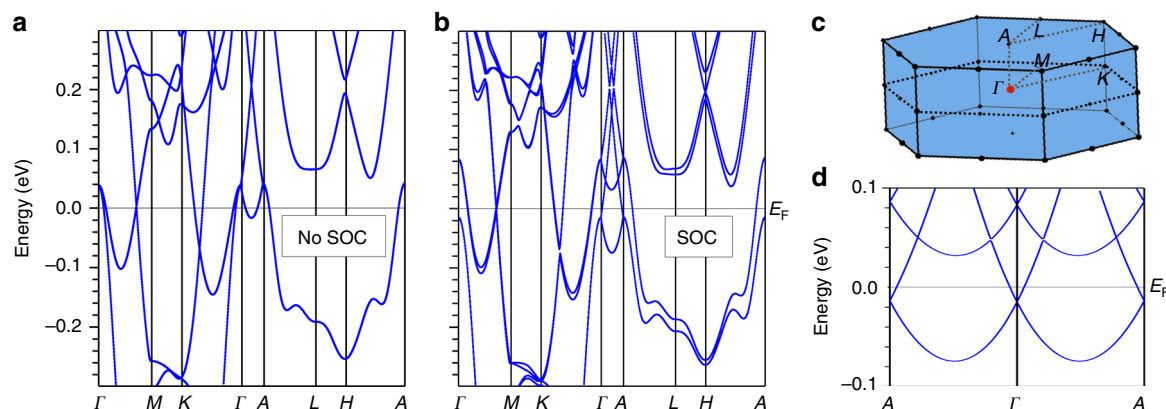 a
Energy (eV)
0.2
0.1
0.0
−0.1
−0.2
No SOC
Γ M K Γ A L H A
b
SOC
E_F
Γ M K Γ A L H A
c
A L H
M
Γ K
d
Energy (eV)
0.1
0.0
−0.1
E_F
A Γ A